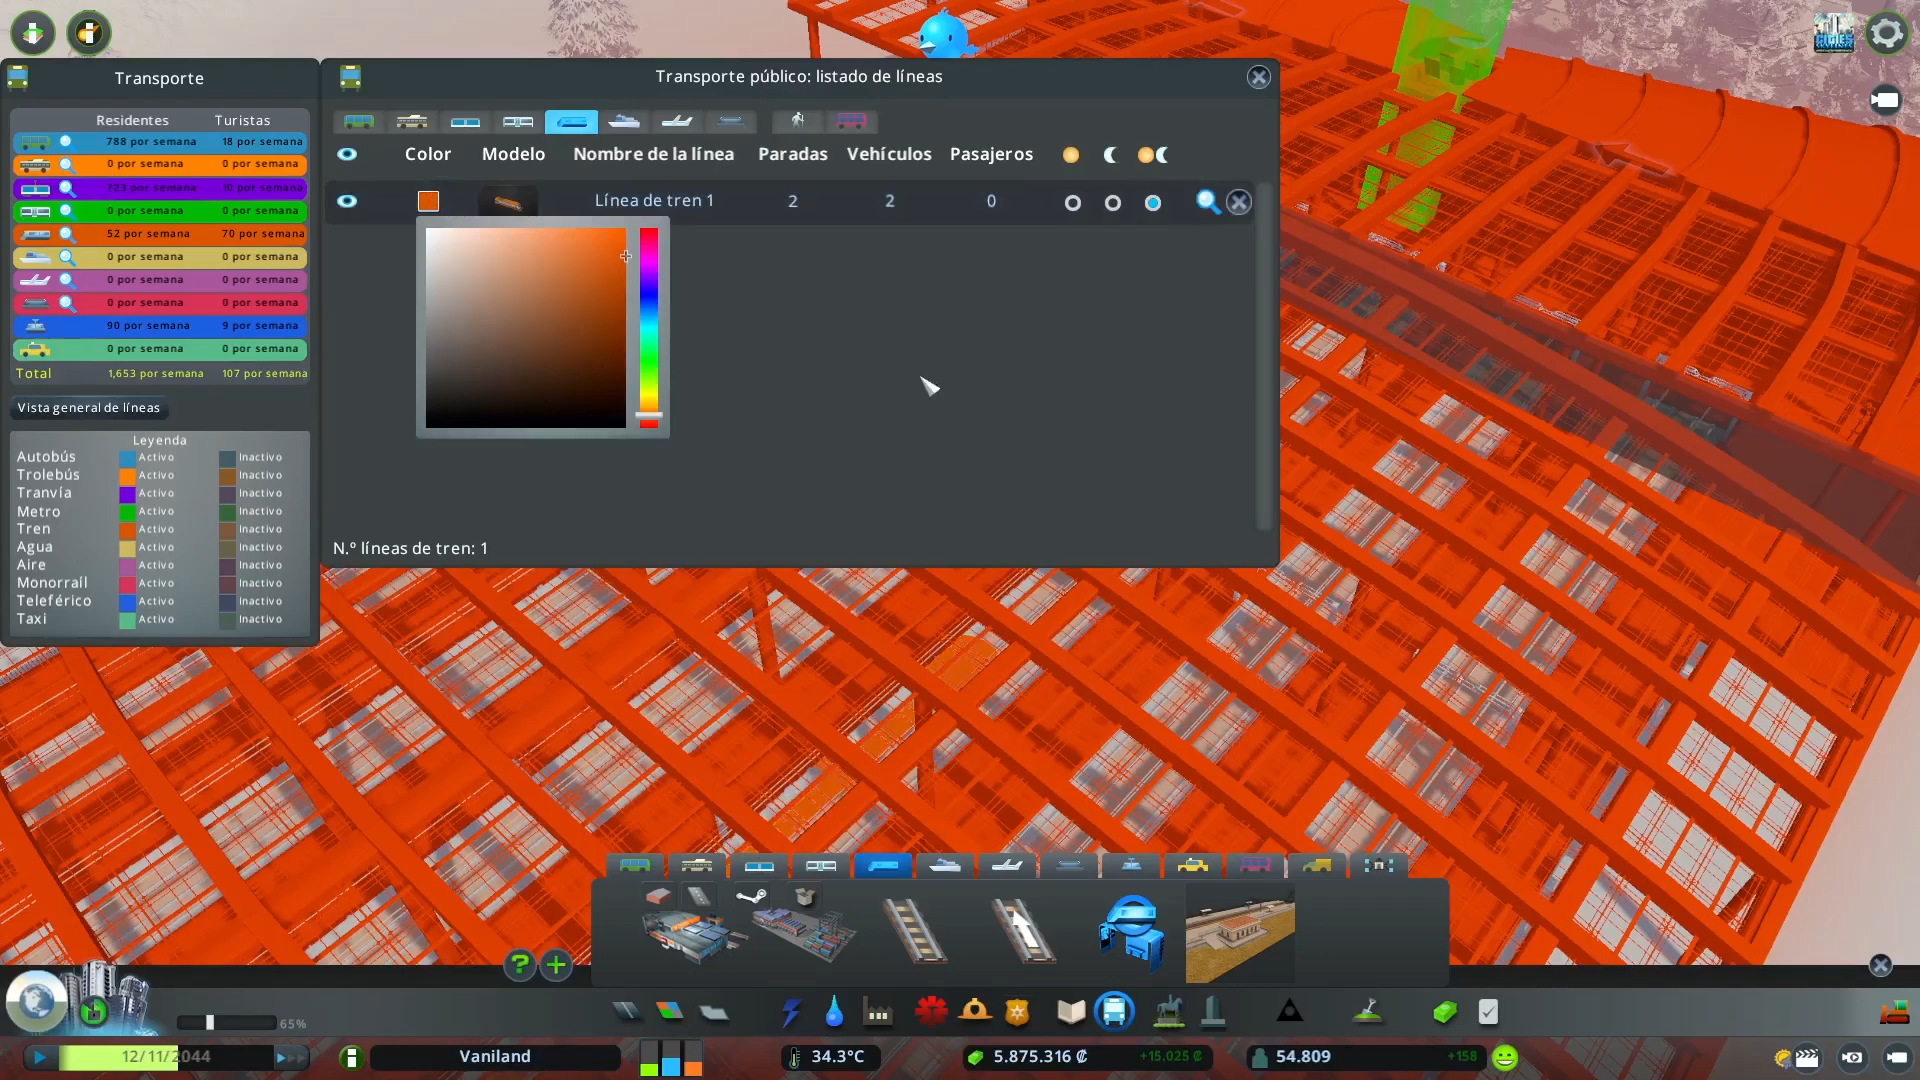 Transporte
Residentes Turistas
788 por semana 18 por semana
0 por semana 0 por semana
723 por semana 10 por semana
0 por semana 0 por semana
52 por semana 70 por semana
0 por semana 0 por semana
0 por semana 0 por semana
0 por semana 0 por semana
90 por semana 9 por semana
0 por semana 0 por semana
Total 1,653 por semana 107 por semana
Vista general de líneas
Leyenda
Autobús Activo Inactivo
Trolebús Activo Inactivo
Tranvía Activo Inactivo
Metro Activo Inactivo
Tren Activo Inactivo
Agua Activo Inactivo
Aire Activo Inactivo
Monorraíl Activo Inactivo
Teleférico Activo Inactivo
Taxi Activo Inactivo
Transporte público: listado de líneas
Color Modelo Nombre de la línea Paradas Vehículos Pasajeros
Línea de tren 1 2 2 0
N.º líneas de tren: 1
CITIES
65%
12/11/2044
Vaniland
34.3°C
5.875.316 ₡ +15.025 ₡
54.809 +158